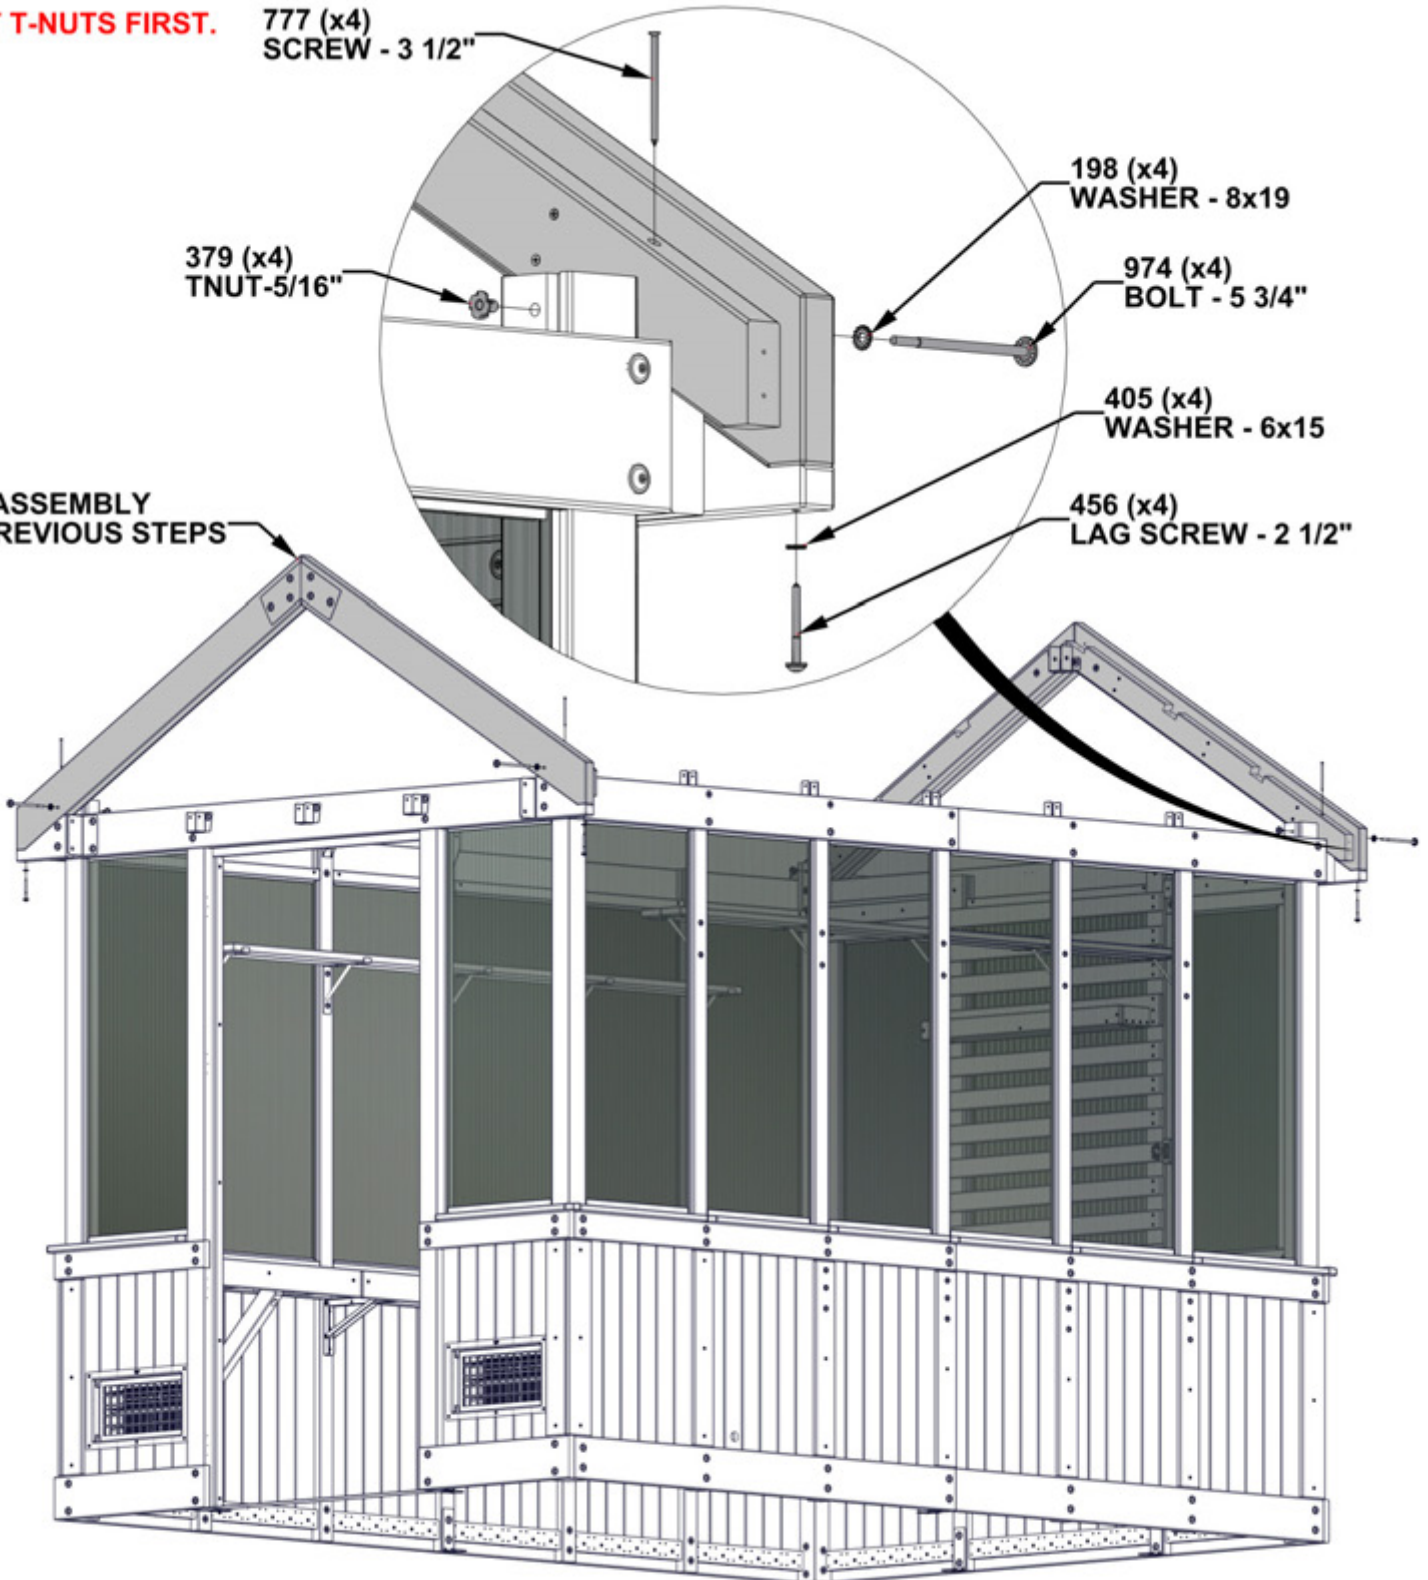 T-NUTS FIRST.
777 (x4)
SCREW - 3 1/2"
198 (x4)
WASHER - 8x19
379 (x4)
TNUT-5/16"
974 (x4)
BOLT - 5 3/4"
405 (x4)
WASHER - 6x15
ASSEMBLY
REVIOUS STEPS
456 (x4)
LAG SCREW - 2 1/2"